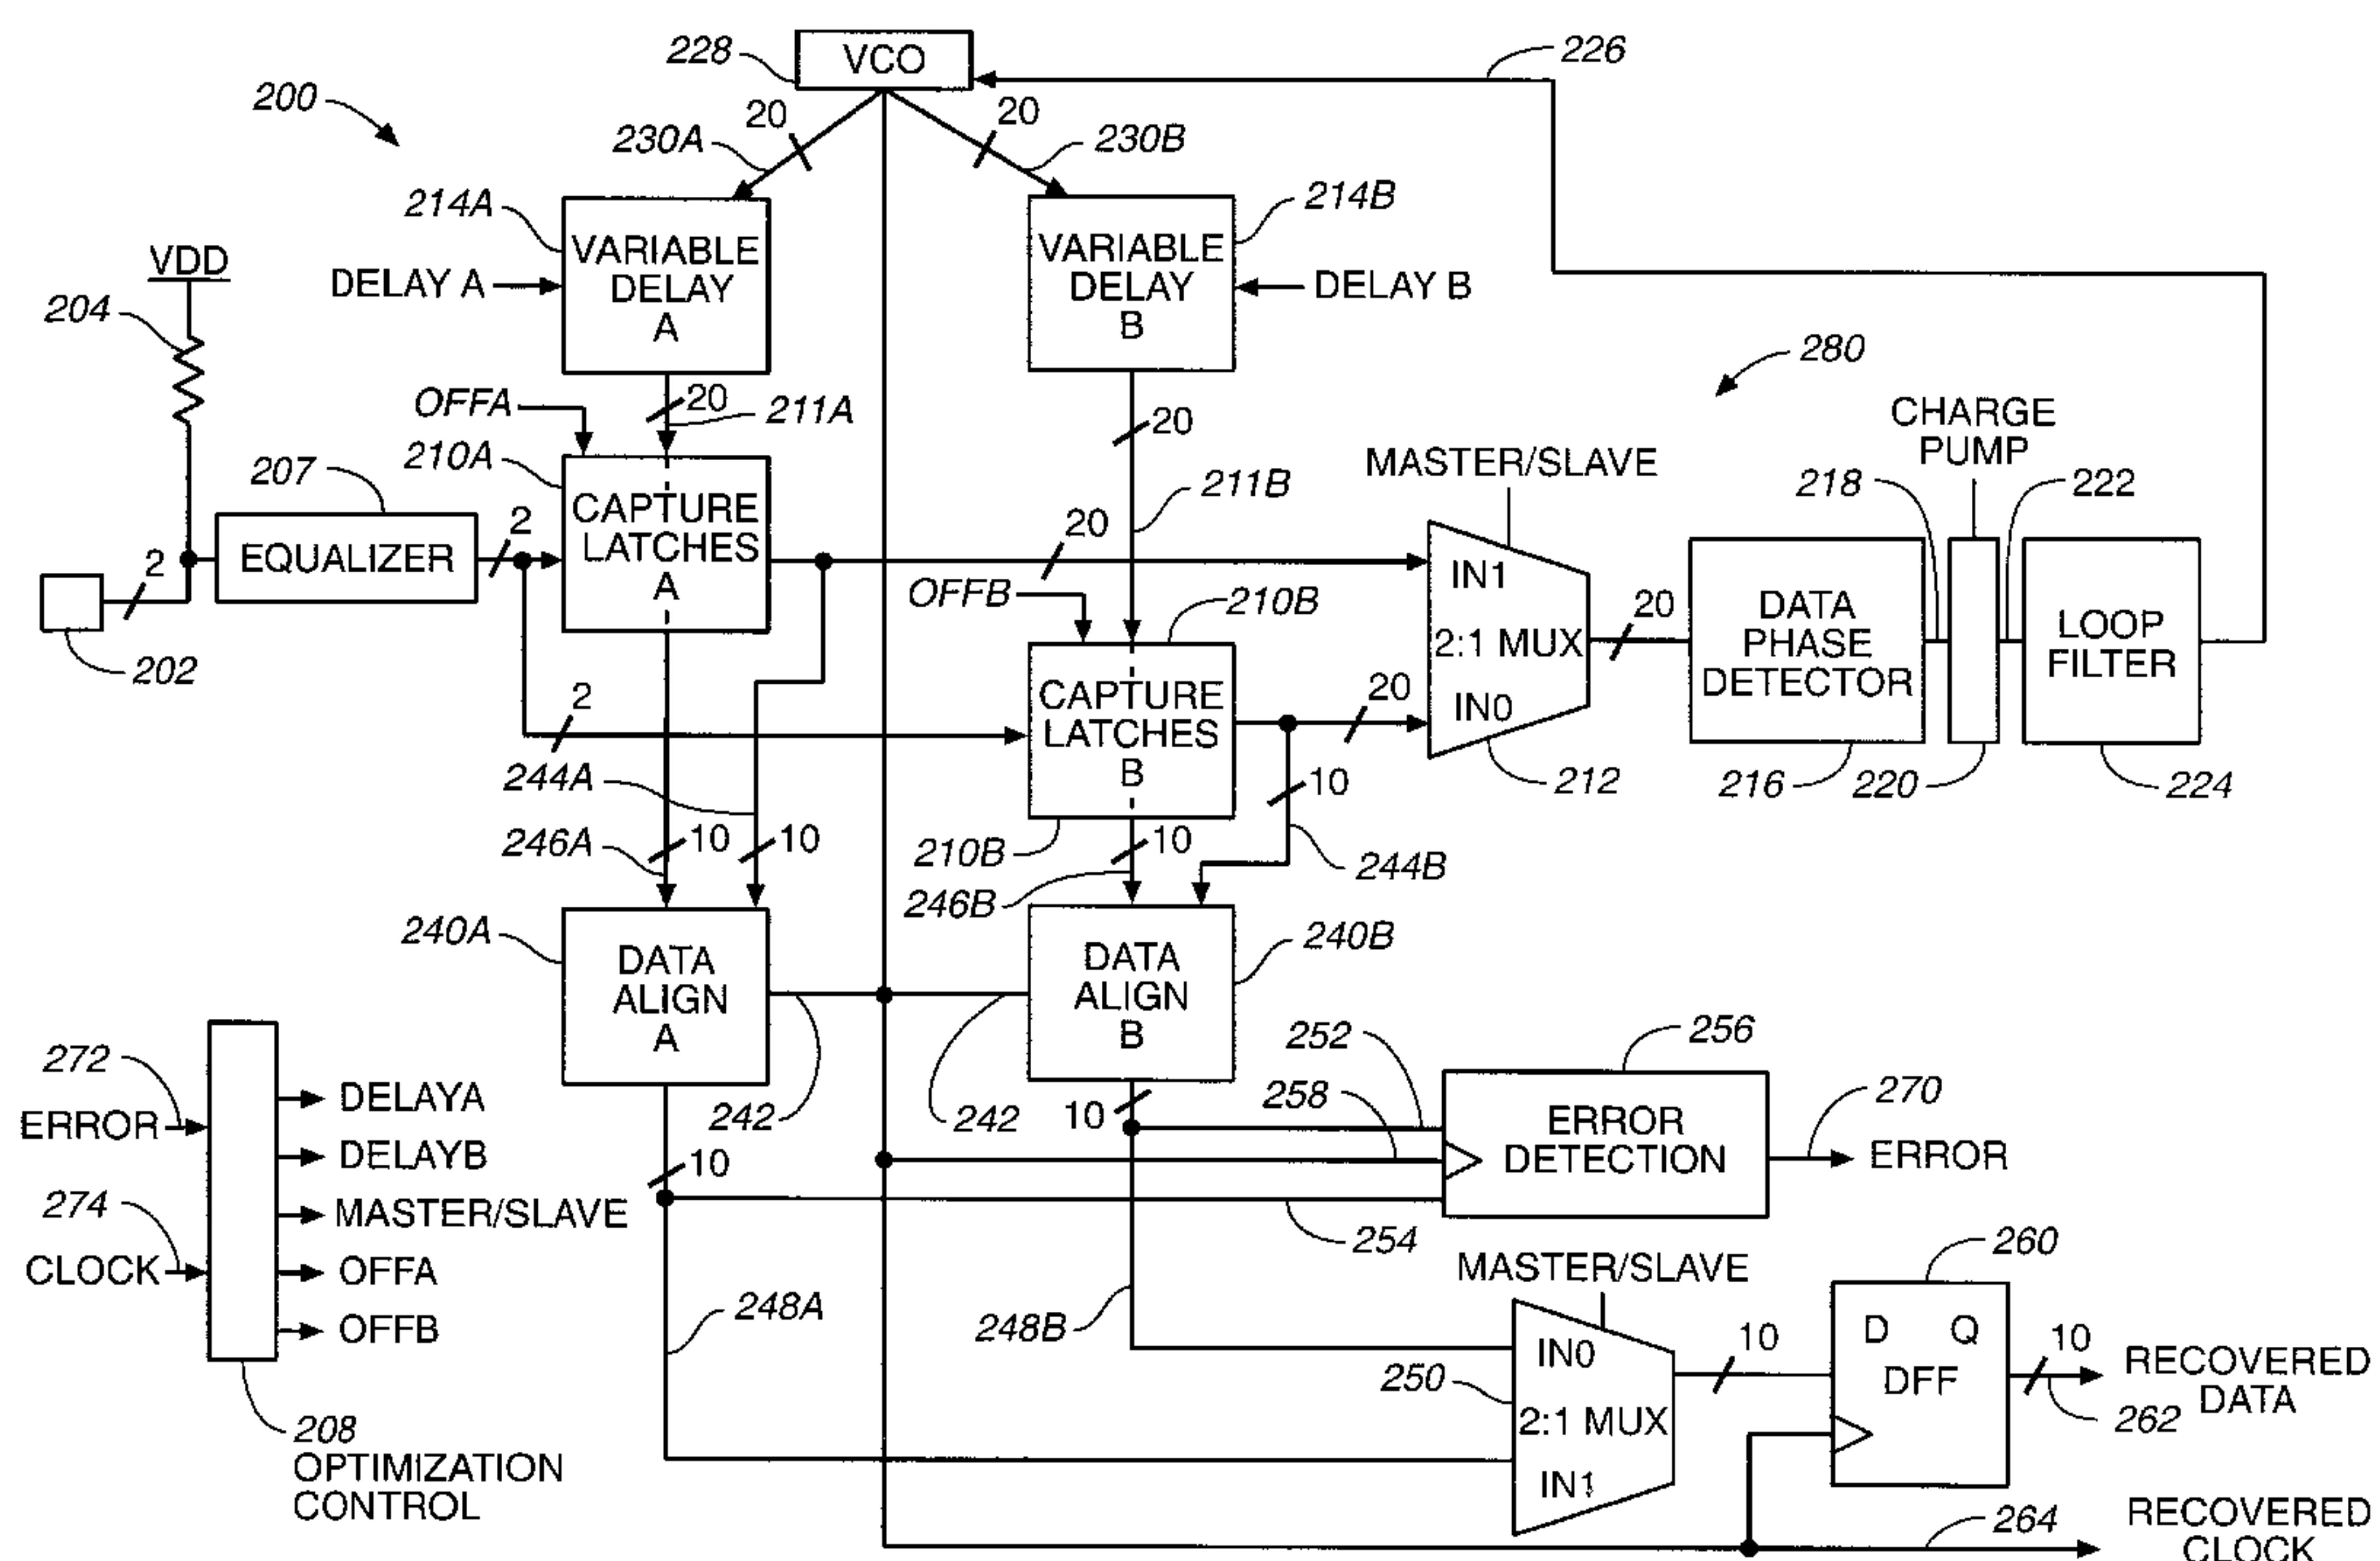 228
VCO
226
200
20
20
230A
230B
214A
VARIABLE
DELAY
A
214B
VARIABLE
DELAY
B
VDD
DELAY A
DELAY B
204
280
OFFA
20
211A
20
CHARGE
PUMP
210A
MASTER/SLAVE
207
CAPTURE
LATCHES
A
211B
218
222
2
EQUALIZER
2
20
IN1
2:1 MUX
IN0
20
DATA
PHASE
DETECTOR
LOOP
FILTER
OFFB
210B
202
2
CAPTURE
LATCHES
B
20
244A
10
212
216
220
224
246A
10
10
210B
10
244B
246B
240A
DATA
ALIGN
A
240B
DATA
ALIGN
B
252
256
272
258
270
ERROR
DELAYA
242
242
10
ERROR
DETECTION
ERROR
DELAYB
10
274
MASTER/SLAVE
254
260
CLOCK
OFFA
MASTER/SLAVE
248A
248B
OFFB
IN0
2:1 MUX
IN1
10
D Q
DFF
10
RECOVERED
DATA
250
262
208
OPTIMIZATION
CONTROL
264
RECOVERED
CLOCK